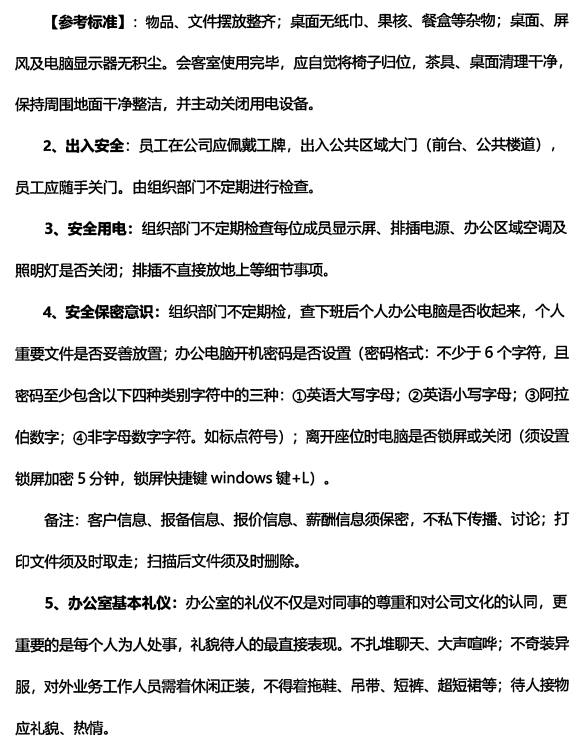 【参考标准】：物品、文件摆放整齐；桌面无纸巾、果核、餐盒等杂物；桌面、屏
风及电脑显示器无积尘。会客室使用完毕，应自觉将椅子归位，茶具、桌面清理干净，
保持周围地面干净整洁，并主动关闭用电设备。
2、出入安全：员工在公司应佩戴工牌，出入公共区域大门（前台、公共楼道），
员工应随手关门。由组织部门不定期进行检查。
3、安全用电：组织部门不定期检查每位成员显示屏、排插电源、办公区域空调及
照明灯是否关闭；排插不直接放地上等细节事项。
4、安全保密意识：组织部门不定期检，查下班后个人办公电脑是否收起来，个人
重要文件是否妥善放置；办公电脑开机密码是否设置（密码格式：不少于 6 个字符，且
密码至少包含以下四种类别字符中的三种：①英语大写字母；②英语小写字母；③阿拉
伯数字；④非字母数字字符。如标点符号）；离开座位时电脑是否锁屏或关闭（须设置
锁屏加密 5 分钟，锁屏快捷键 windows 键+L）。
备注：客户信息、报备信息、报价信息、薪酬信息须保密，不私下传播、讨论；打
印文件须及时取走；扫描后文件须及时删除。
5、办公室基本礼仪：办公室的礼仪不仅是对同事的尊重和对公司文化的认同，更
重要的是每个人为人处事，礼貌待人的最直接表现。不扎堆聊天、大声喧哗；不奇装异
服，对外业务工作人员需着休闲正装，不得着拖鞋、吊带、短裤、超短裙等；待人接物
应礼貌、热情。